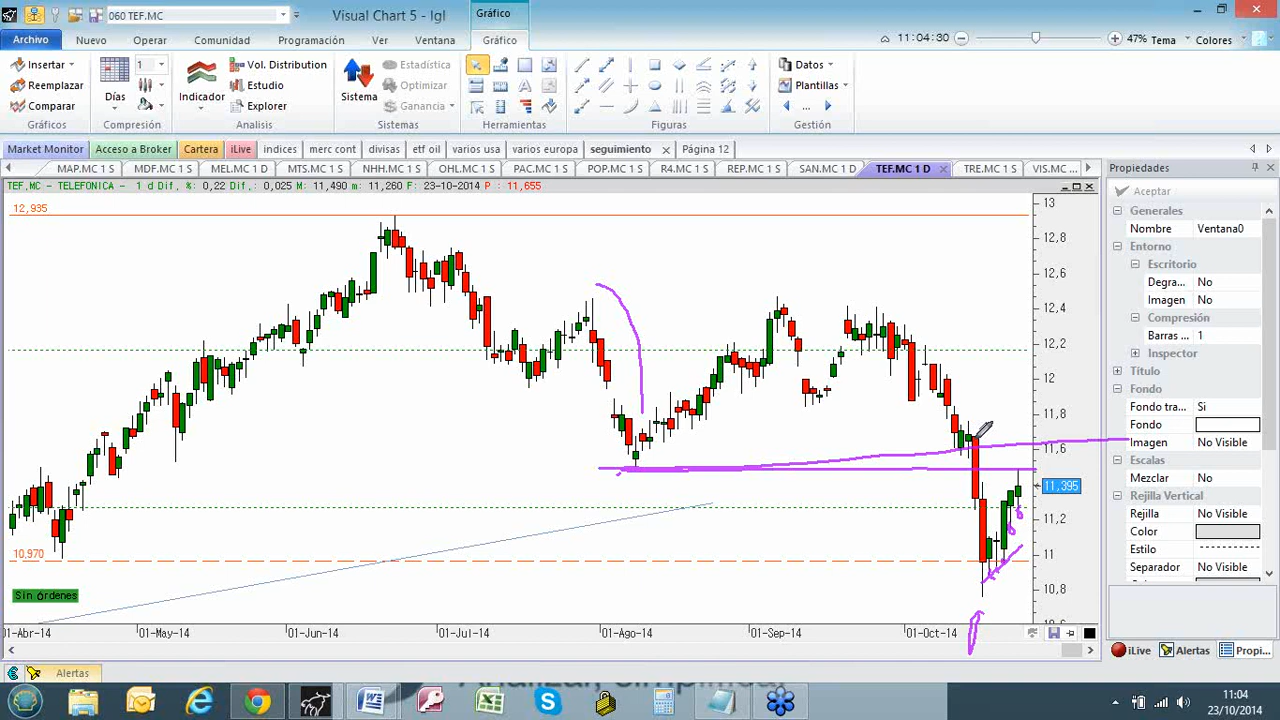 060 TEF.MC
Visual Chart 5 - lgl
Gráfico
Archivo Nuevo Operar Comunidad Programación Ver Ventana Gráfico
11:04:30 47% Tema Colores
Insertar 1 Vol. Distribution Estadística Datos
Reemplazar Días Indicador Estudio Sistema Optimizar Plantillas
Comparar Explorer Ganancia ...
Gráficos Compresión Analisis Sistemas Herramientas Figuras Gestión
Market Monitor Acceso a Broker Cartera iLive indices merc cont divisas etf oil varios usa varios europa seguimiento Página 12
MAP.MC 1 S MDF.MC 1 S MEL.MC 1 D MTS.MC 1 S NHH.MC 1 S OHL.MC 1 S PAC.MC 1 S POP.MC 1 S R4.MC 1 S REP.MC 1 S SAN.MC 1 D TEF.MC 1 D TRE.MC 1 S VIS.MC ...
Propiedades
TEF.MC - TELEFONICA - 1 d Dif, %: 0,22 Dif,: 0,025 M: 11,490 m: 11,260 F: 23-10-2014 P : 11,655
Aceptar
12,935
13
12,8
12,6
12,4
12,2
12
11,8
11,6
11,395
11,2
11
10,8
10,970
Sin órdenes
01-Abr-14 01-May-14 01-Jun-14 01-Jul-14 01-Ago-14 01-Sep-14 01-Oct-14
Generales
Nombre Ventana0
Entorno
Escritorio
Degra... No
Imagen No
Compresión
Barras ... 1
Inspector
Título
Fondo
Fondo tra... Si
Fondo
Imagen No Visible
Escalas
Mezclar No
Rejilla Vertical
Rejilla No Visible
Color
Estilo
Separador No Visible
iLive Alertas Propi...
Alertas
11:04
23/10/2014